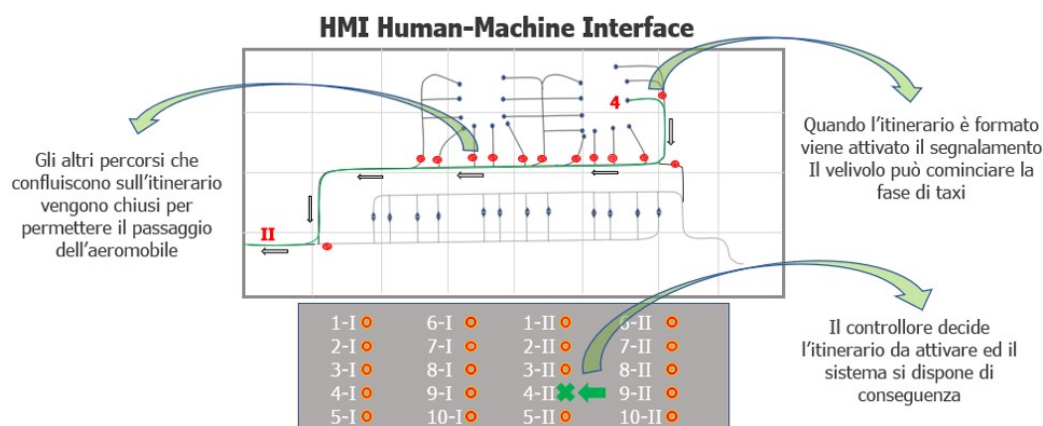 HMI Human-Machine Interface
4
Quando l'itinerario è formato
viene attivato il segnalamento
Il velivolo può cominciare la
fase di taxi
Gli altri percorsi che
confluiscono sull'itinerario
vengono chiusi per
permettere il passaggio
dell'aeromobile
II
1-I 6-I 1-II 6-II
2-I 7-I 2-II 7-II
3-I 8-I 3-II 8-II
4-I 9-I 4-II 9-II
5-I 10-I 5-II 10-II
Il controllore decide
l'itinerario da attivare ed il
sistema si dispone di
conseguenza